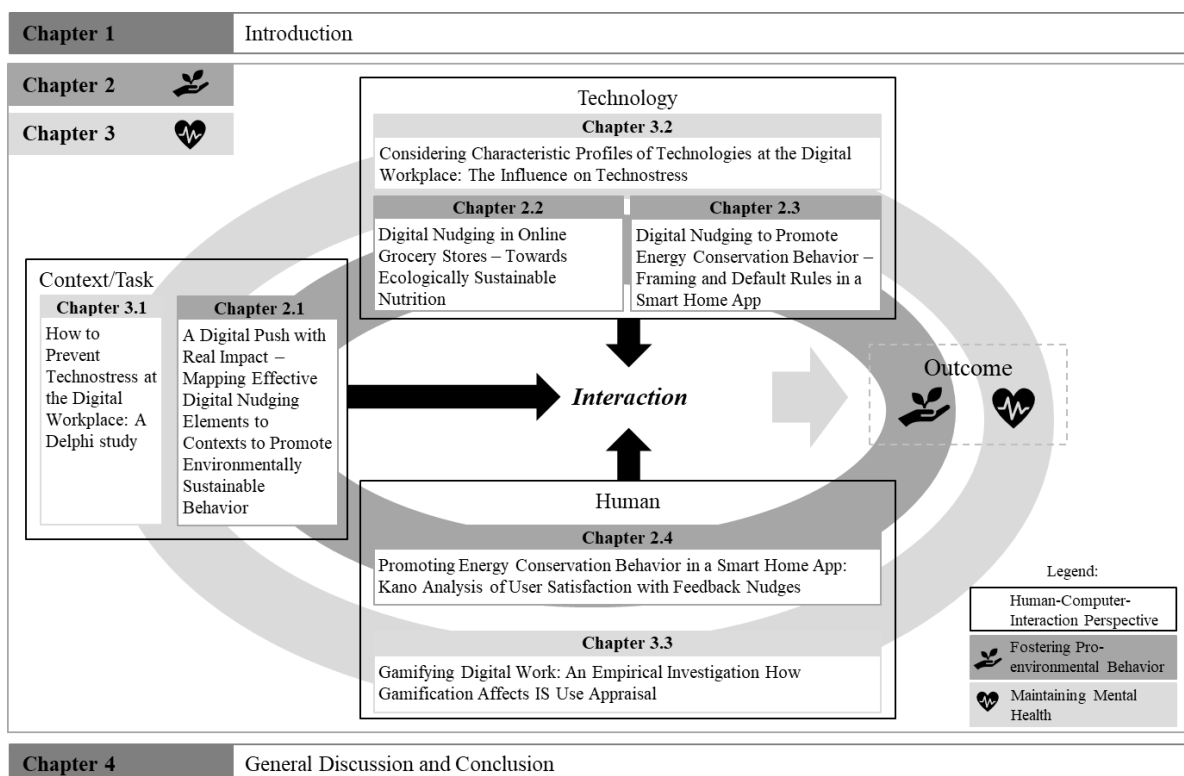 Chapter 1
Introduction
Chapter 2
Chapter 3
Technology
Chapter 3.2
Considering Characteristic Profiles of Technologies at the Digital
Workplace: The Influence on Technostress
Chapter 2.2
Digital Nudging in Online
Grocery Stores – Towards
Ecologically Sustainable
Nutrition
Chapter 2.3
Digital Nudging to Promote
Energy Conservation Behavior –
Framing and Default Rules in a
Smart Home App
Context/Task
Chapter 3.1
How to
Prevent
Technostress at
the Digital
Workplace: A
Delphi study
Chapter 2.1
A Digital Push with
Real Impact –
Mapping Effective
Digital Nudging
Elements to
Contexts to Promote
Environmentally
Sustainable
Behavior
Interaction
Outcome
Human
Chapter 2.4
Promoting Energy Conservation Behavior in a Smart Home App:
Kano Analysis of User Satisfaction with Feedback Nudges
Chapter 3.3
Gamifying Digital Work: An Empirical Investigation How
Gamification Affects IS Use Appraisal
Legend:
Human-Computer-
Interaction Perspective
Fostering Pro-
environmental Behavior
Maintaining Mental
Health
Chapter 4
General Discussion and Conclusion